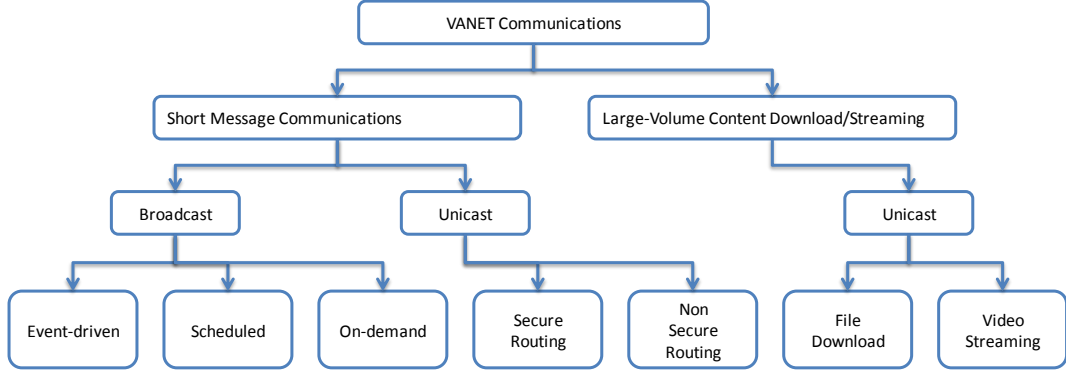 VANET Communications
Short Message Communications
Large-Volume Content Download/Streaming
Broadcast
Unicast
Unicast
Event-driven
Scheduled
On-demand
Secure
Routing
Non
Secure
Routing
File
Download
Video
Streaming